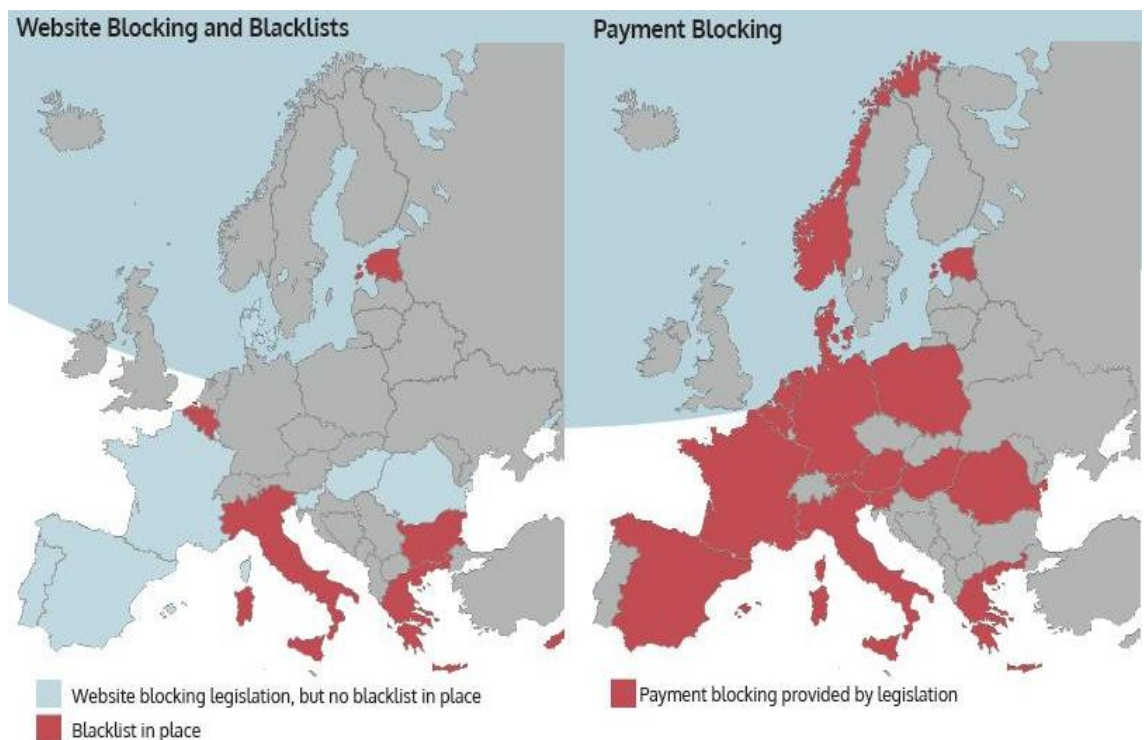 Website Blocking and Blacklists
Payment Blocking
Website blocking legislation, but no blacklist in place
Blacklist in place
Payment blocking provided by legislation